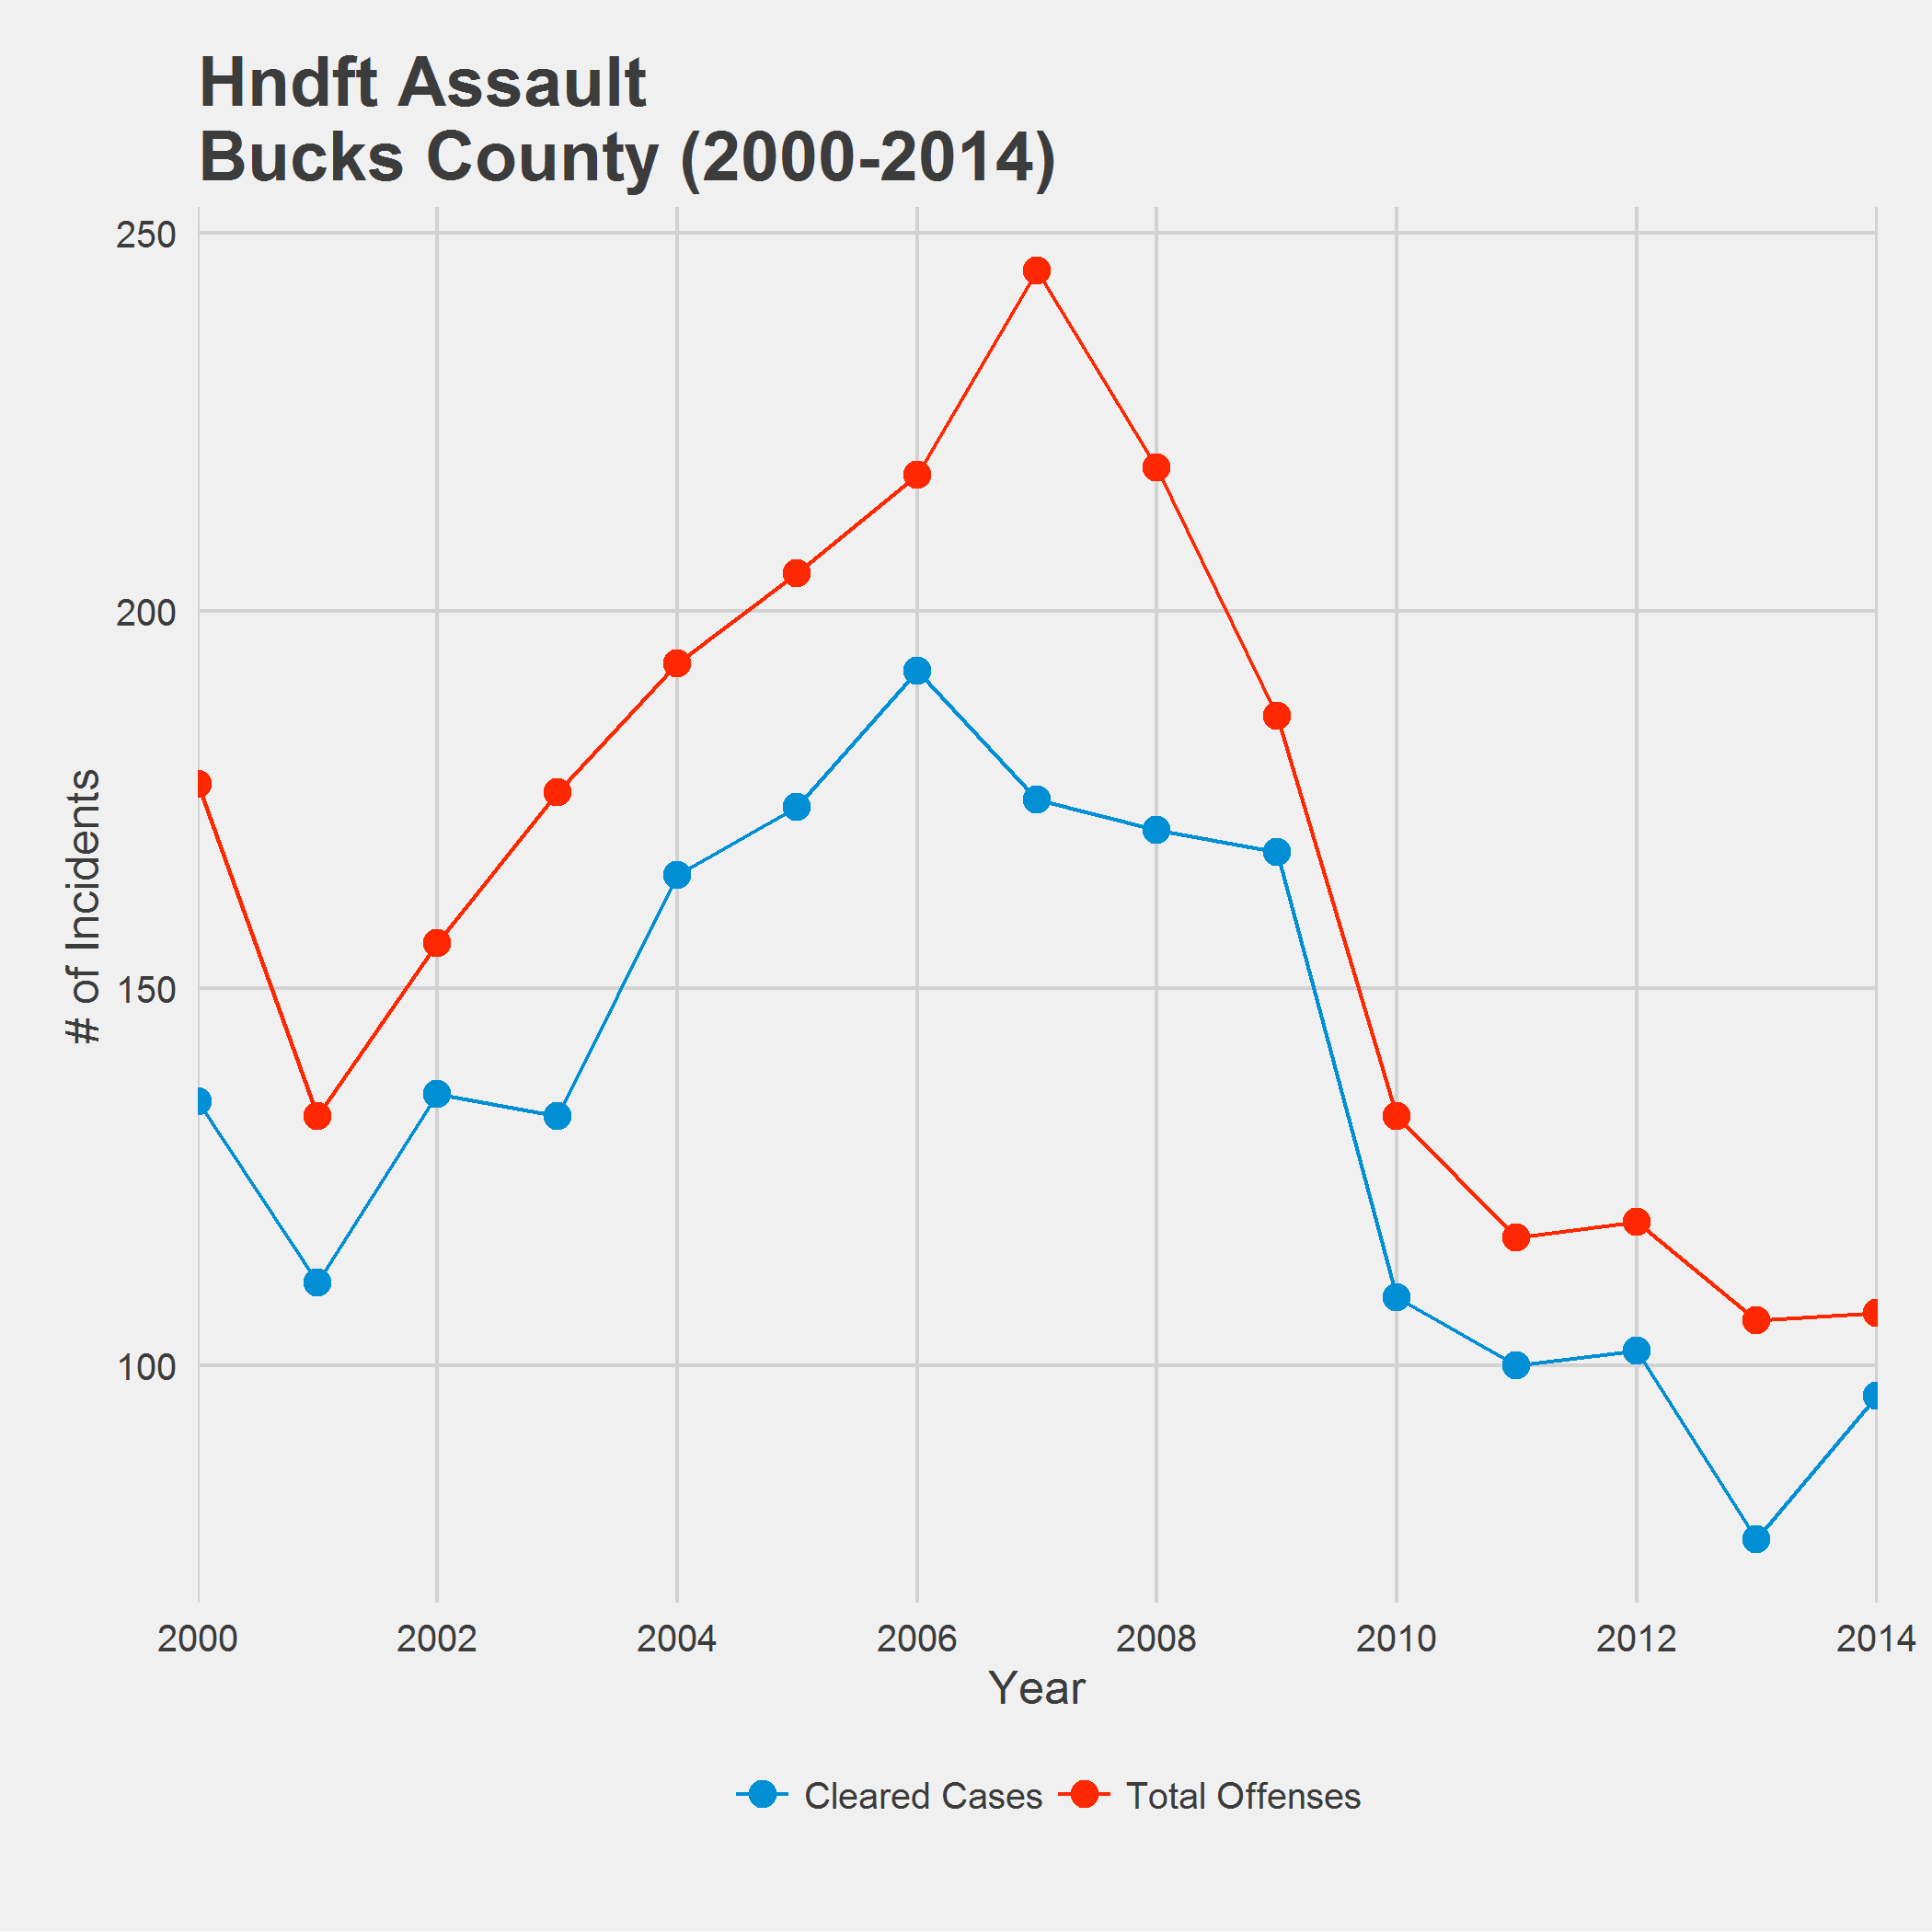 Hndft Assault
Bucks County (2000-2014)
250
200
150
100
# of Incidents
2000 2002 2004 2006 2008 2010 2012 2014
Year
Cleared Cases Total Offenses